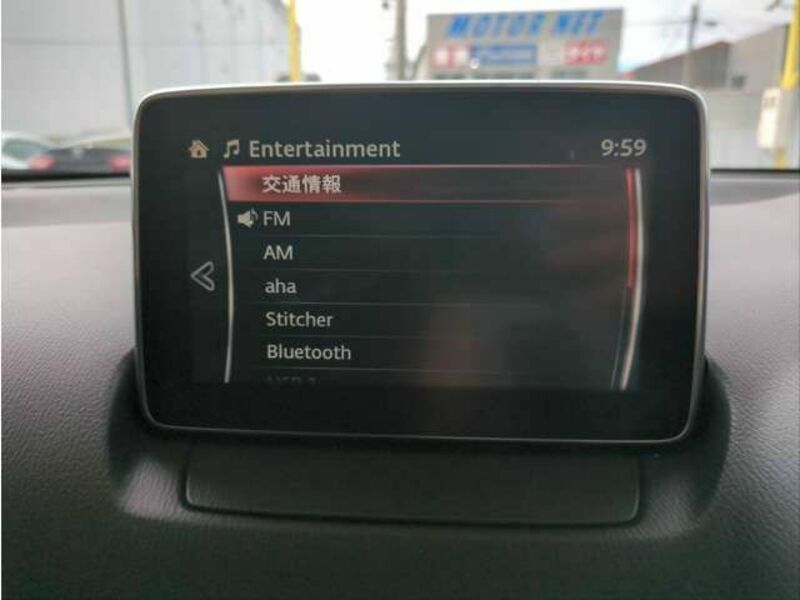 MOTOR NET
Entertainment
9:59
交通情報
FM
AM
aha
Stitcher
Bluetooth